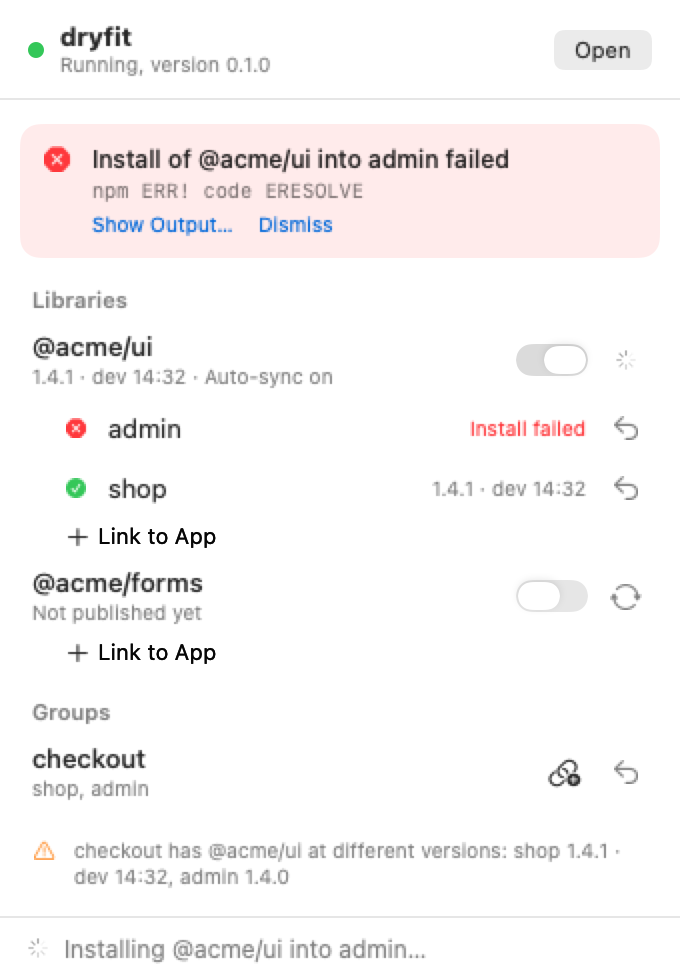 dryfit
Running, version 0.1.0
Open
Install of @acme/ui into admin failed
npm ERR! code ERESOLVE
Show Output...
Dismiss
Libraries
@acme/ui
1.4.1 · dev 14:32 · Auto-sync on
admin
Install failed
shop
1.4.1 · dev 14:32
Link to App
@acme/forms
Not published yet
Link to App
Groups
checkout
shop, admin
checkout has @acme/ui at different versions: shop 1.4.1 ·
dev 14:32, admin 1.4.0
Installing @acme/ui into admin...